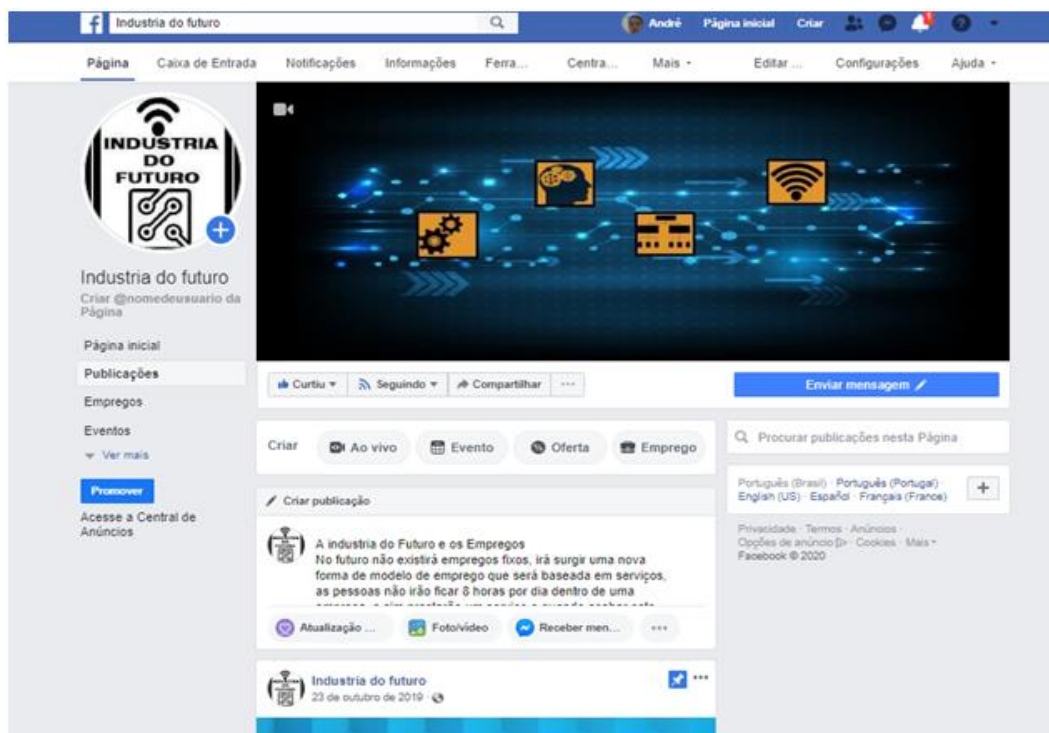 Industria do futuro
André Página inicial Criar
Página Caixa de Entrada Notificações Informações Ferra... Centra... Mais Editar ... Configurações Ajuda
INDUSTRIA
DO
FUTURO
Industria do futuro
Criar @nomedeusuario da
Página
Página inicial
Publicações
Empregos
Eventos
Ver mais
Promover
Acesse a Central de
Anúncios
Curtiu Seguindo Compartilhar ...
Enviar mensagem
Criar Ao vivo Evento Oferta Emprego
Procurar publicações nesta Página
Criar publicação
A industria do Futuro e os Empregos
No futuro não existirá empregos fixos, irá surgir uma nova
forma de modelo de emprego que será baseada em serviços,
as pessoas não irão ficar 8 horas por dia dentro de uma
Atualização ... Foto/vídeo Receber men... ...
Português (Brasil) · Português (Portugal) ·
English (US) · Español · Français (France)
Privacidade · Termos · Anúncios ·
Opções de anúncio · Cookies · Mais
Facebook © 2020
Industria do futuro
23 de outubro de 2019 ·